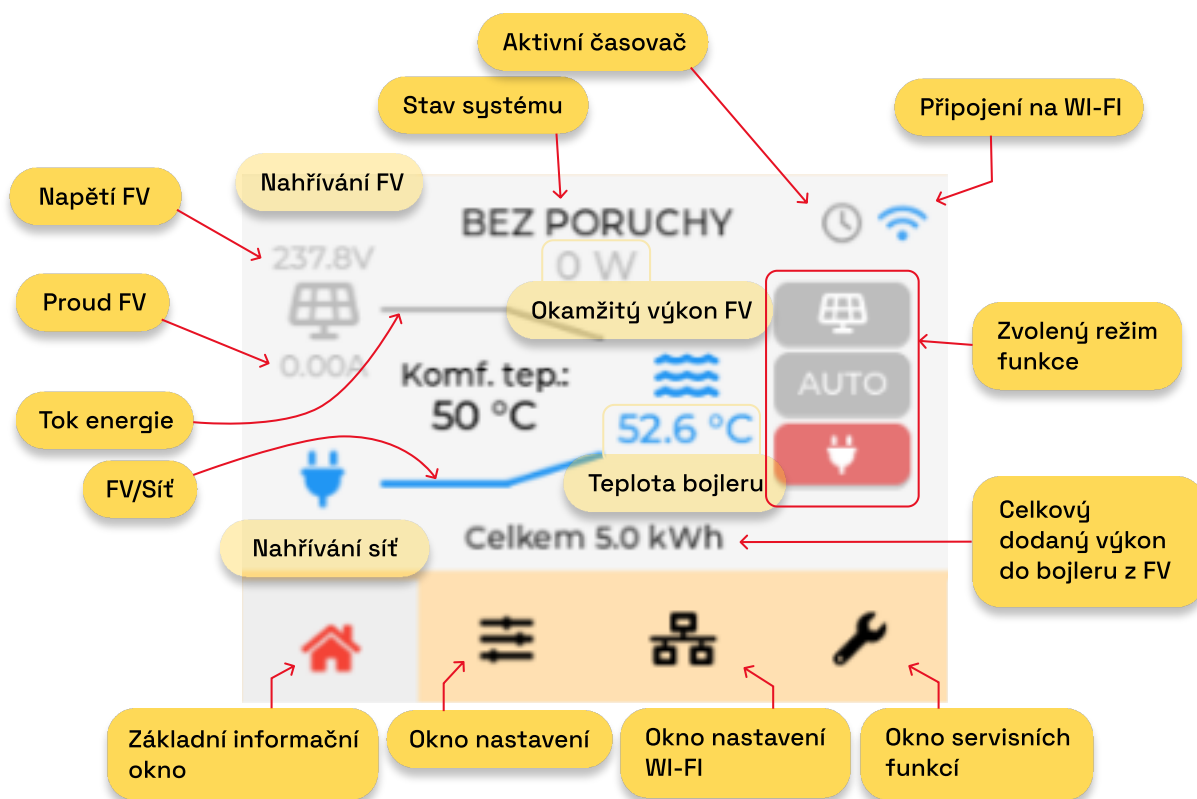 Aktivní časovač
Stav systému
Připojení na WI-FI
Nahřívání FV
Napětí FV
BEZ PORUCHY
237.8V
0 W
Proud FV
Okamžitý výkon FV
Zvolený režim
funkce
0.00A
Komf. tep.:
50 °C
AUTO
Tok energie
52.6 °C
FV/Síť
Teplota bojleru
Nahřívání síť
Celkem 5.0 kWh
Celkový
dodaný výkon
do bojleru z FV
Základní informační
okno
Okno nastavení
Okno nastavení
WI-FI
Okno servisních
funkcí